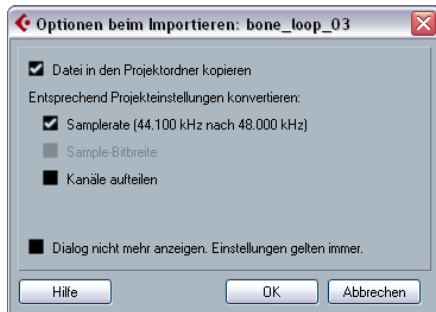 Optionen beim Importieren: bone_loop_03
Datei in den Projektordner kopieren
Entsprechend Projekteinstellungen konvertieren:
Samplerate (44.100 kHz nach 48.000 kHz)
Sample-Bitbreite
Kanäle aufteilen
Dialog nicht mehr anzeigen. Einstellungen gelten immer.
Hilfe OK Abbrechen